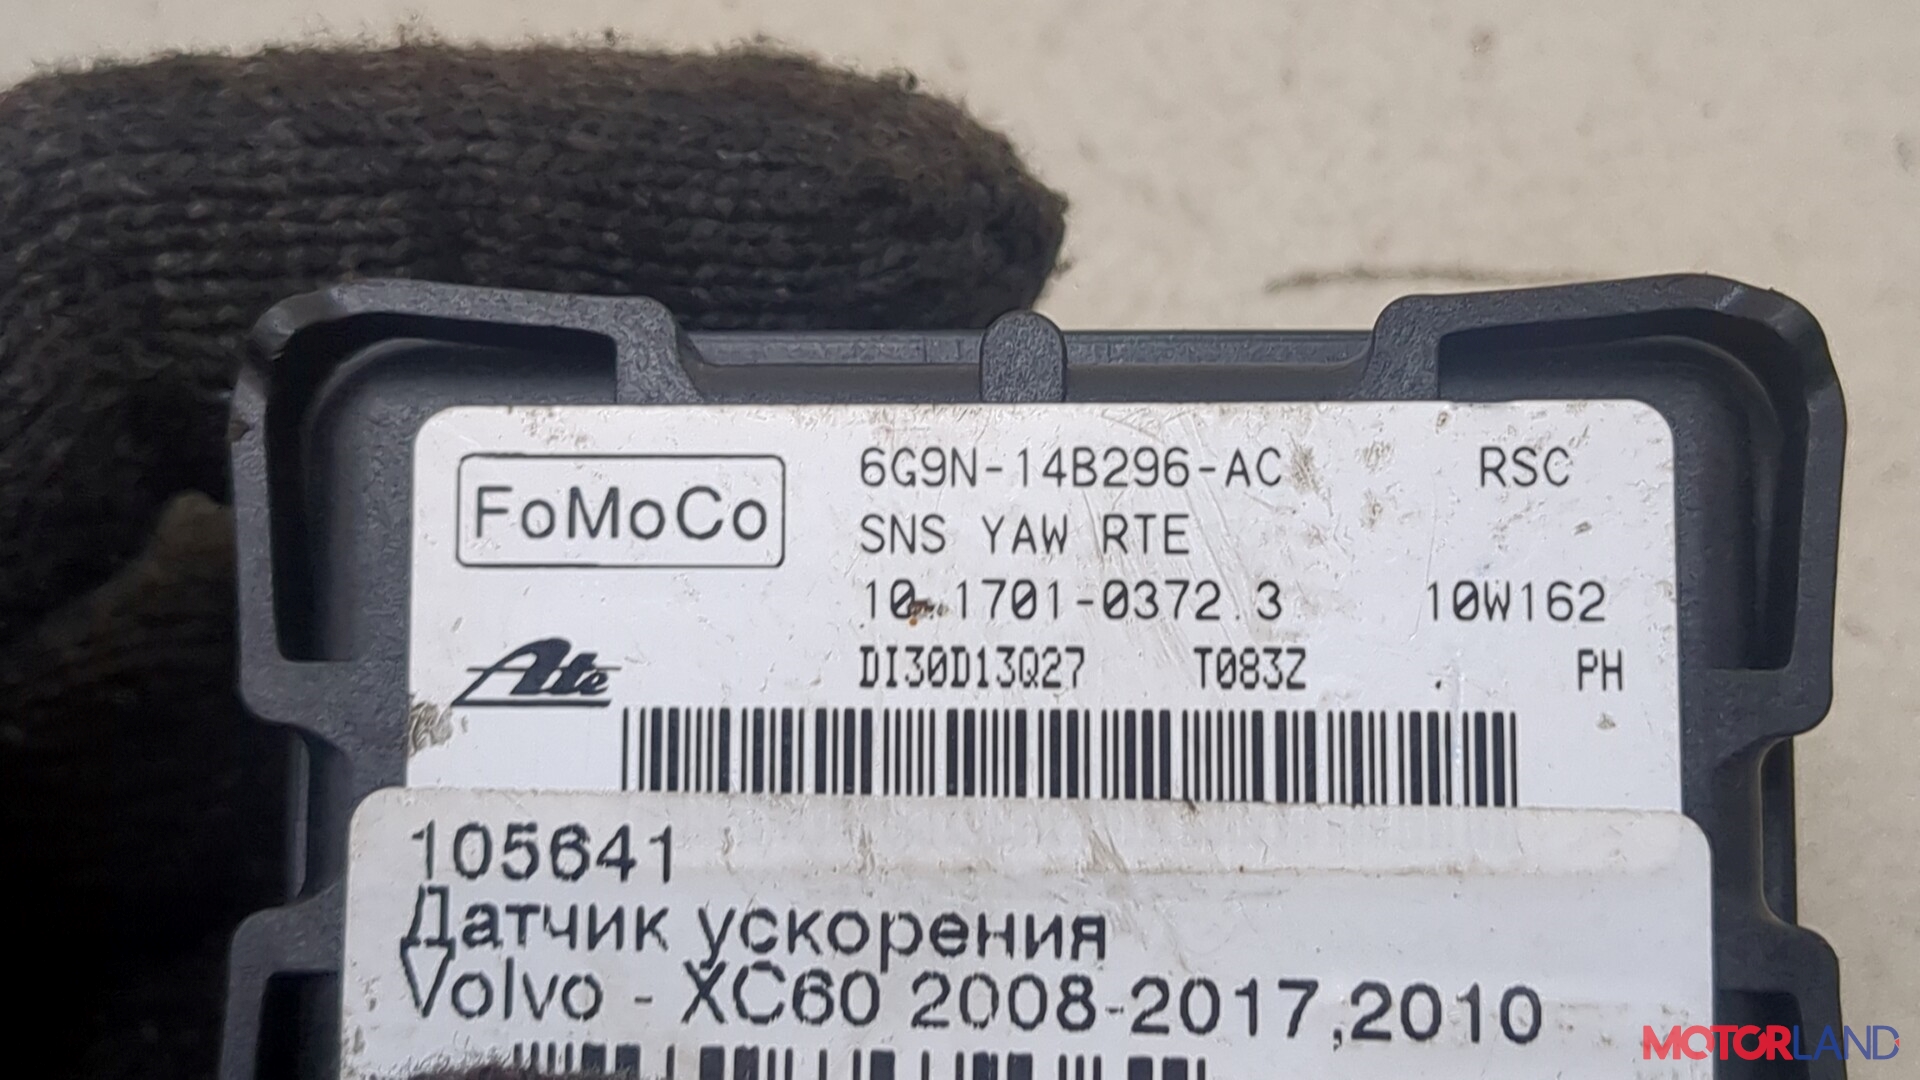 FoMoCo
6G9N-14B296-AC RSC
SNS YAW RTE
10.1701-0372.3 10W162
Ate
DI30D13Q27 T083Z . PH
105641
Датчик ускорения
Volvo - XC60 2008-2017,2010
MOTORLAND